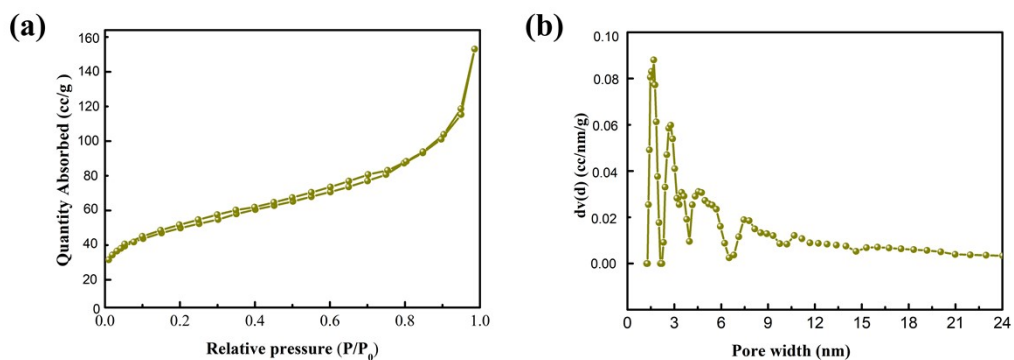 (a)
Quantity Absorbed (cc/g)
160
140
120
100
80
60
40
20
0
0.0 0.2 0.4 0.6 0.8 1.0
Relative pressure (P/P₀)
(b)
dv(d) (cc/nm/g)
0.10
0.08
0.06
0.04
0.02
0.00
0 3 6 9 12 15 18 21 24
Pore width (nm)